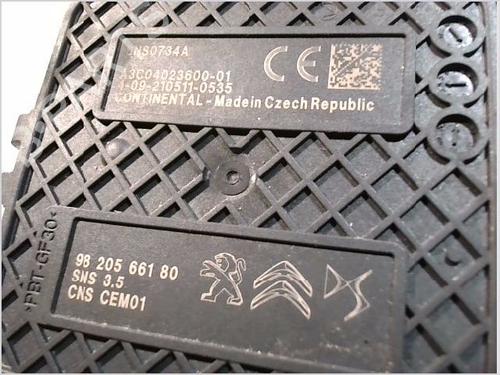 JNS0734A
A3C04023600-01
1-09-210511-0535
CONTINENTAL - Made in Czech Republic
CE
>PBT-GF30<
98 205 661 80
SNS 3.5
CNS CEM01